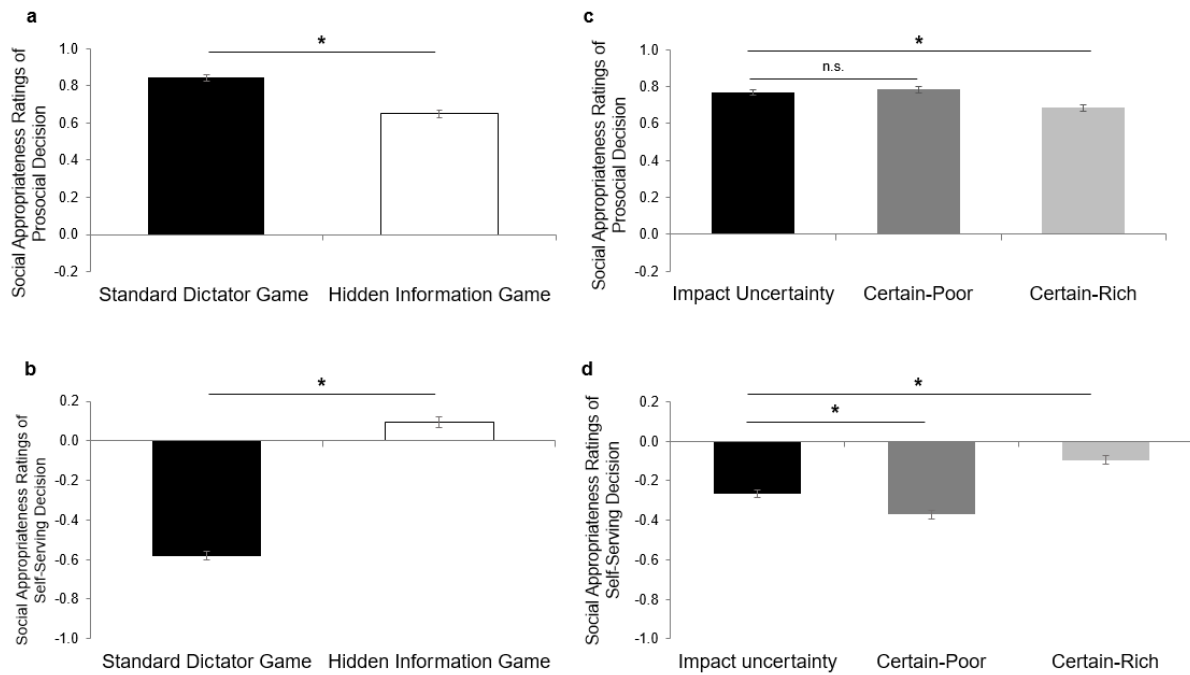 a
*
1.0
0.8
0.6
0.4
0.2
0.0
-0.2
Social Appropriateness Ratings of
Prosocial Decision
Standard Dictator Game
Hidden Information Game
c
*
n.s.
1.0
0.8
0.6
0.4
0.2
0.0
-0.2
Social Appropriateness Ratings of
Prosocial Decision
Impact Uncertainty
Certain-Poor
Certain-Rich
b
*
0.2
0.0
-0.2
-0.4
-0.6
-0.8
-1.0
Social Appropriateness Ratings of
Self-Serving Decision
Standard Dictator Game
Hidden Information Game
d
*
*
0.2
0.0
-0.2
-0.4
-0.6
-0.8
-1.0
Social Appropriateness Ratings of
Self-Serving Decision
Impact uncertainty
Certain-Poor
Certain-Rich